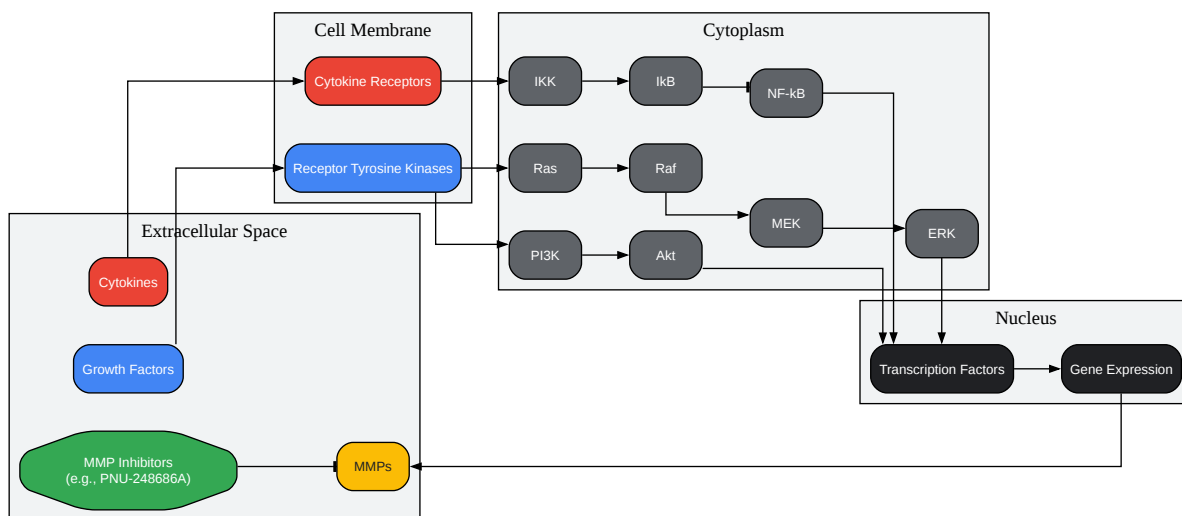 Cell Membrane
Cytokine Receptors
Receptor Tyrosine Kinases
Cytoplasm
IKK
IkB
NF-kB
Ras
Raf
MEK
ERK
PI3K
Akt
Extracellular Space
Cytokines
Growth Factors
MMP Inhibitors
(e.g., PNU-248686A)
MMPs
Nucleus
Transcription Factors
Gene Expression